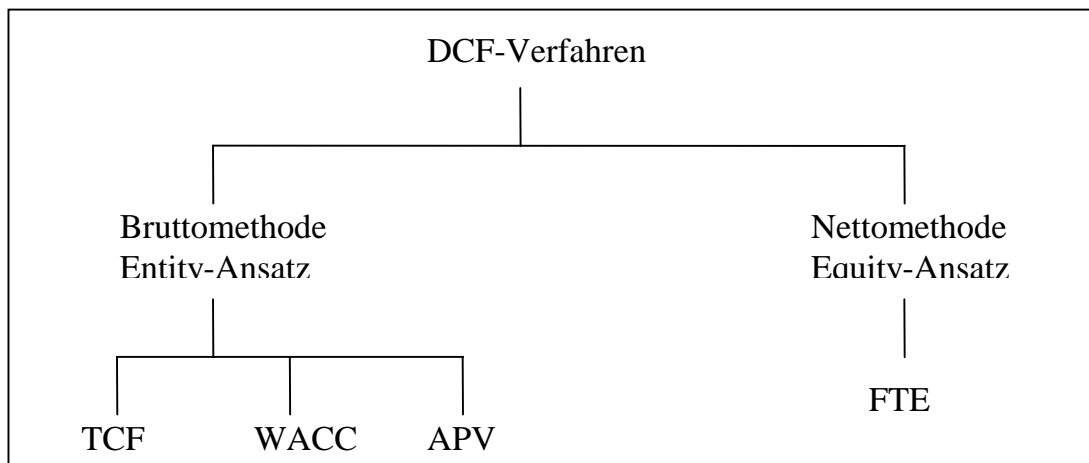 DCF-Verfahren
Bruttomethode
Entity-Ansatz
Nettomethode
Equity-Ansatz
FTE
TCF
WACC
APV